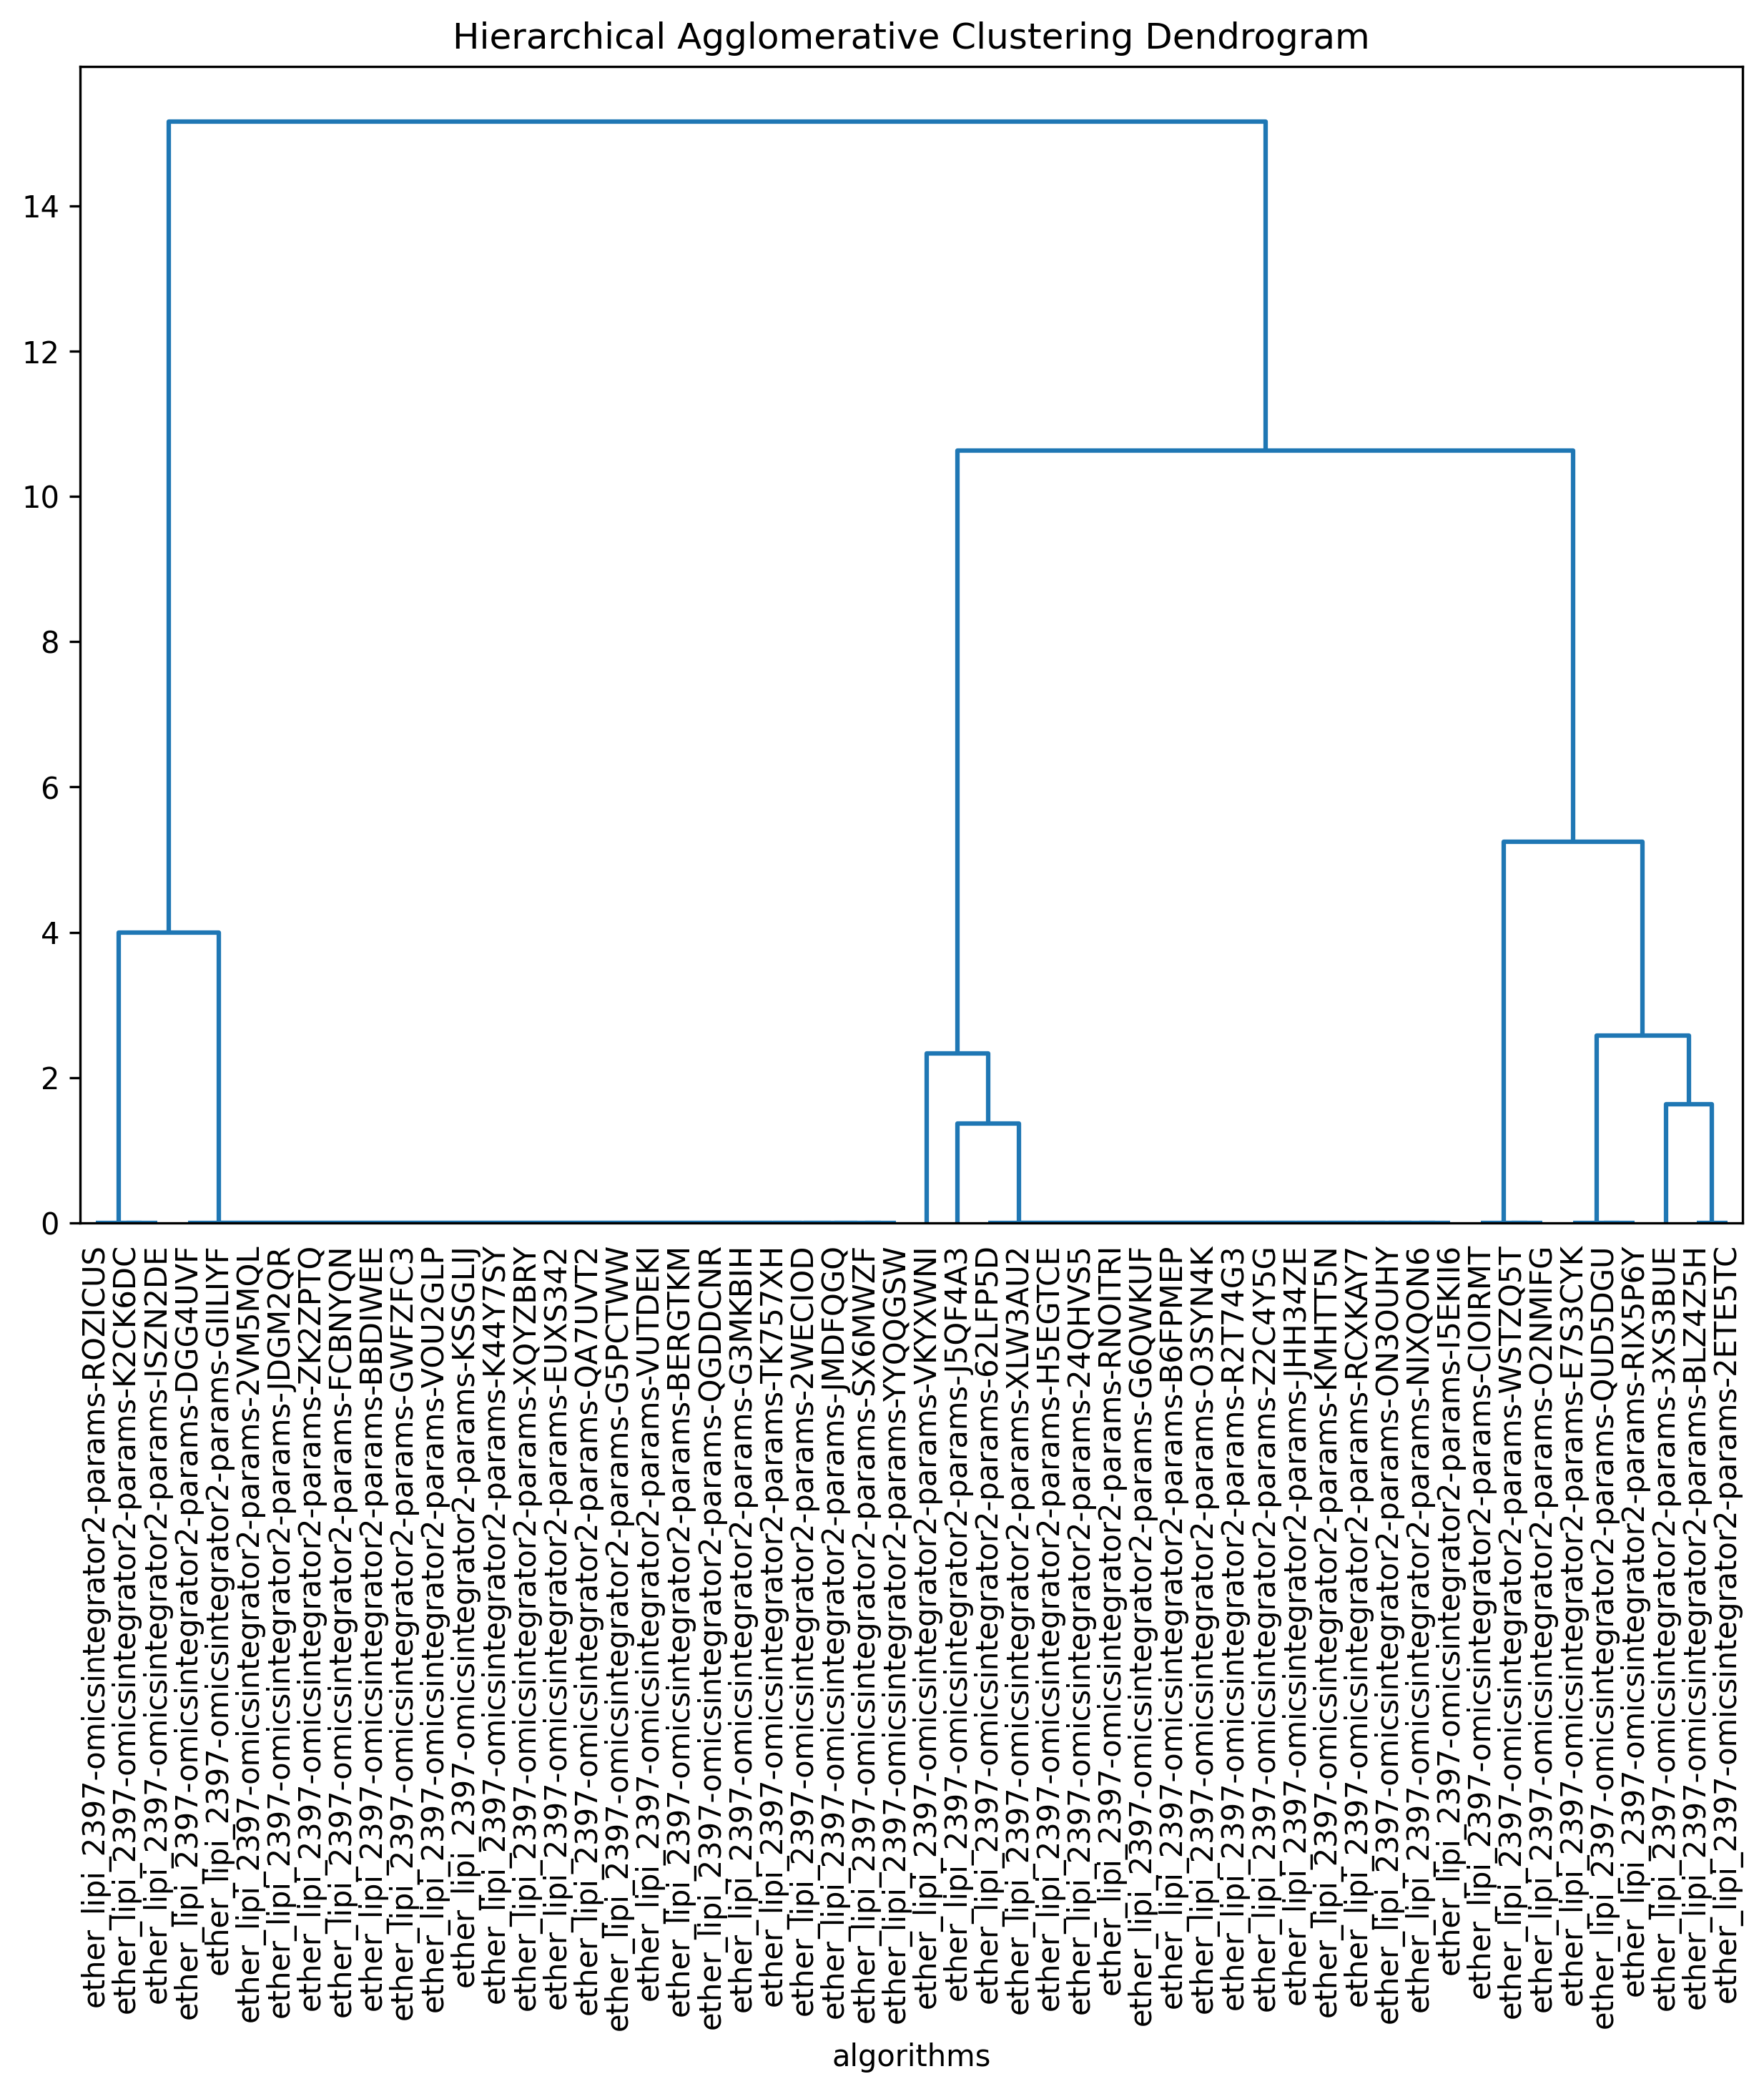 Hierarchical Agglomerative Clustering Dendrogram
14
12
10
8
6
4
2
0
ether_lipi_2397-omicsintegrator2-params-ROZICUS
ether_lipi_2397-omicsintegrator2-params-K2CK6DC
ether_lipi_2397-omicsintegrator2-params-ISZN2DE
ether_lipi_2397-omicsintegrator2-params-DGG4UVF
ether_lipi_2397-omicsintegrator2-params-GIILIYF
ether_lipi_2397-omicsintegrator2-params-2VM5MQL
ether_lipi_2397-omicsintegrator2-params-JDGM2QR
ether_lipi_2397-omicsintegrator2-params-ZK2ZPTQ
ether_lipi_2397-omicsintegrator2-params-FCBNYQN
ether_lipi_2397-omicsintegrator2-params-BBDIWEE
ether_lipi_2397-omicsintegrator2-params-GWFZFC3
ether_lipi_2397-omicsintegrator2-params-VOU2GLP
ether_lipi_2397-omicsintegrator2-params-KSSGLIJ
ether_lipi_2397-omicsintegrator2-params-K44Y7SY
ether_lipi_2397-omicsintegrator2-params-XQYZBRY
ether_lipi_2397-omicsintegrator2-params-EUXS342
ether_lipi_2397-omicsintegrator2-params-QA7UVT2
ether_lipi_2397-omicsintegrator2-params-G5PCTWW
ether_lipi_2397-omicsintegrator2-params-VUTDEKI
ether_lipi_2397-omicsintegrator2-params-BERGTKM
ether_lipi_2397-omicsintegrator2-params-QGDDCNR
ether_lipi_2397-omicsintegrator2-params-G3MKBIH
ether_lipi_2397-omicsintegrator2-params-TK757XH
ether_lipi_2397-omicsintegrator2-params-2WECIOD
ether_lipi_2397-omicsintegrator2-params-JMDFQGQ
ether_lipi_2397-omicsintegrator2-params-SX6MWZF
ether_lipi_2397-omicsintegrator2-params-YYQQGSW
ether_lipi_2397-omicsintegrator2-params-VKYXWNI
ether_lipi_2397-omicsintegrator2-params-J5QF4A3
ether_lipi_2397-omicsintegrator2-params-62LFP5D
ether_lipi_2397-omicsintegrator2-params-XLW3AU2
ether_lipi_2397-omicsintegrator2-params-H5EGTCE
ether_lipi_2397-omicsintegrator2-params-24QHVS5
ether_lipi_2397-omicsintegrator2-params-RNOITRI
ether_lipi_2397-omicsintegrator2-params-G6QWKUF
ether_lipi_2397-omicsintegrator2-params-B6FPMEP
ether_lipi_2397-omicsintegrator2-params-O3SYN4K
ether_lipi_2397-omicsintegrator2-params-R2T74G3
ether_lipi_2397-omicsintegrator2-params-Z2C4Y5G
ether_lipi_2397-omicsintegrator2-params-JHH34ZE
ether_lipi_2397-omicsintegrator2-params-KMHTT5N
ether_lipi_2397-omicsintegrator2-params-RCXKAY7
ether_lipi_2397-omicsintegrator2-params-ON3OUHY
ether_lipi_2397-omicsintegrator2-params-NIXQON6
ether_lipi_2397-omicsintegrator2-params-I5EKII6
ether_lipi_2397-omicsintegrator2-params-CIOIRMT
ether_lipi_2397-omicsintegrator2-params-WSTZQ5T
ether_lipi_2397-omicsintegrator2-params-O2NMIFG
ether_lipi_2397-omicsintegrator2-params-E7S3CYK
ether_lipi_2397-omicsintegrator2-params-QUD5DGU
ether_lipi_2397-omicsintegrator2-params-RIX5P6Y
ether_lipi_2397-omicsintegrator2-params-3XS3BUE
ether_lipi_2397-omicsintegrator2-params-BLZ4Z5H
ether_lipi_2397-omicsintegrator2-params-2ETE5TC
algorithms